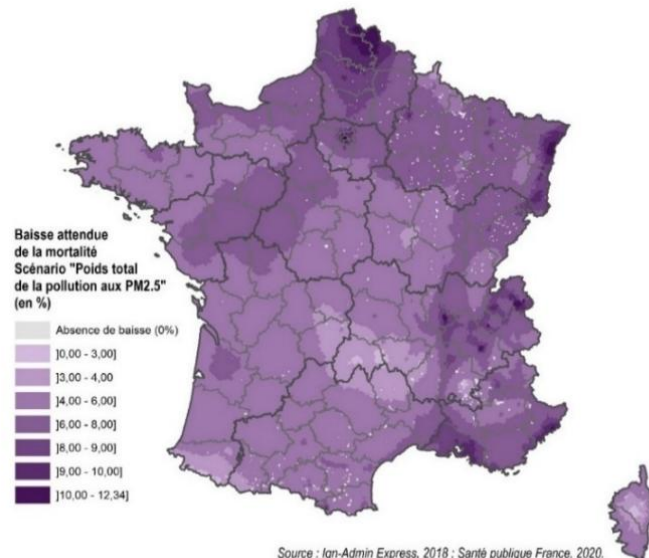 Baisse attendue
de la mortalité
Scénario "Poids total
de la pollution aux PM2.5"
(en %)
Absence de baisse (0%)
]0,00 - 3,00]
]3,00 - 4,00
]4,00 - 6,00]
]6,00 - 8,00]
]8,00 - 9,00]
]9,00 - 10,00]
]10,00 - 12,34]
Source : Ign-Admin Express, 2018 ; Santé publique France, 2020.